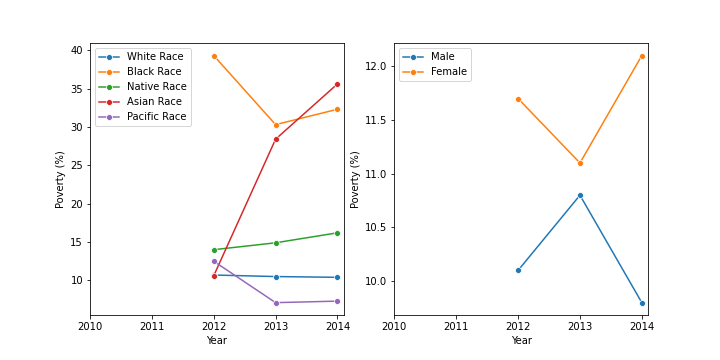 White Race
Black Race
Native Race
Asian Race
Pacific Race
40
35
30
25
20
15
10
Poverty (%)
2010 2011 2012 2013 2014
Year
Male
Female
12.0
11.5
11.0
10.5
10.0
Poverty (%)
2010 2011 2012 2013 2014
Year